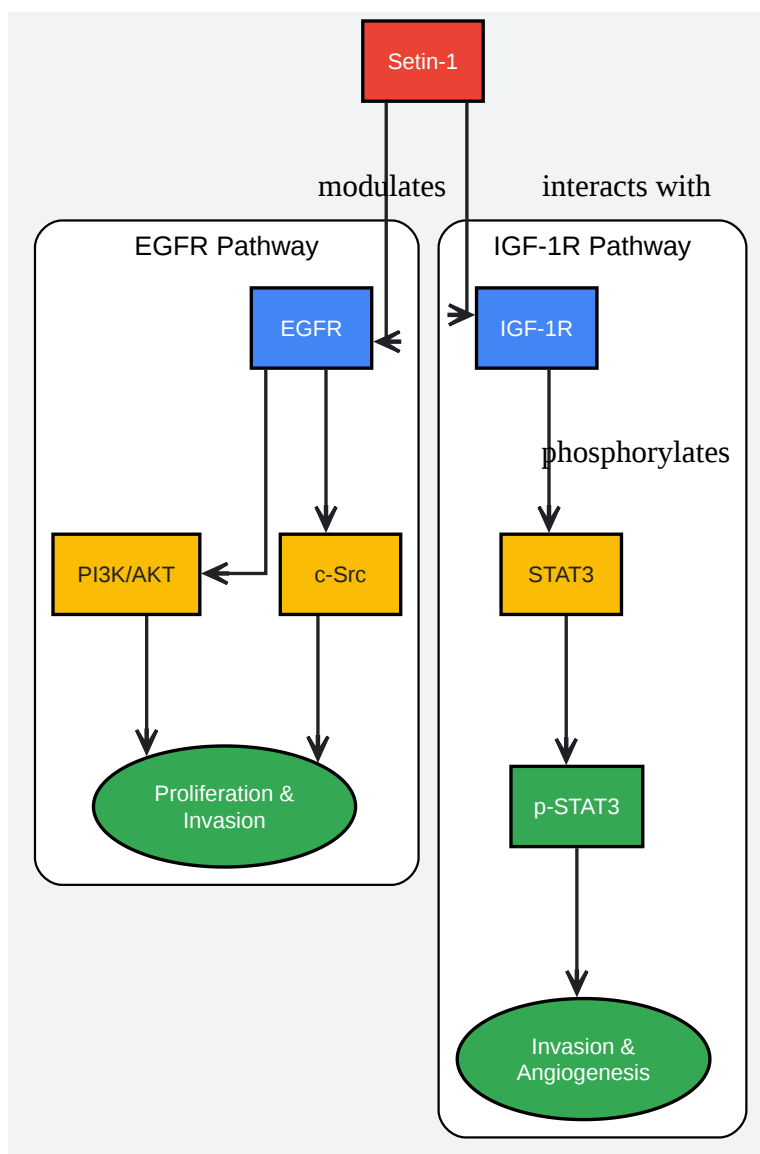 Setin-1
modulates
interacts with
EGFR Pathway
IGF-1R Pathway
EGFR
IGF-1R
phosphorylates
PI3K/AKT
c-Src
STAT3
Proliferation &
Invasion
p-STAT3
Invasion &
Angiogenesis